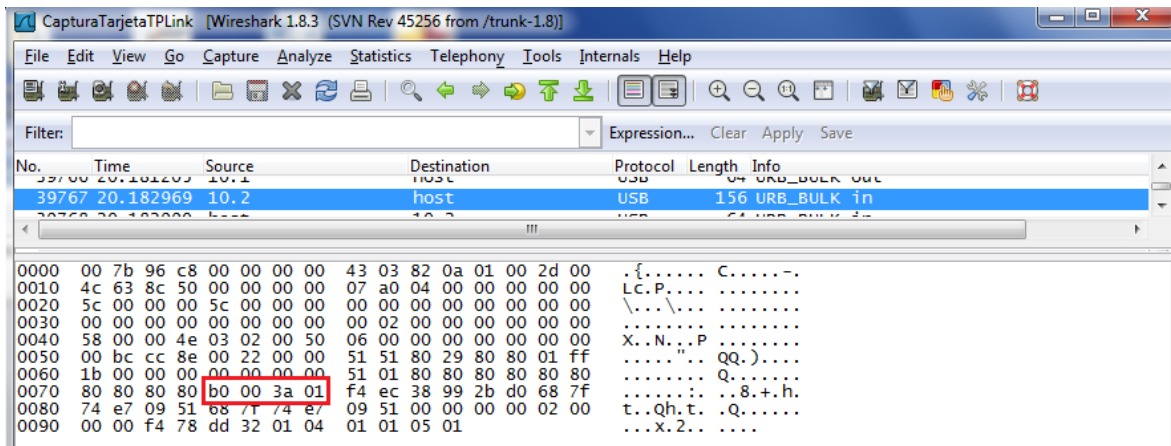 CapturaTarjetaTPLink [Wireshark 1.8.3 (SVN Rev 45256 from /trunk-1.8)]
File Edit View Go Capture Analyze Statistics Telephony Tools Internals Help
Filter: Expression... Clear Apply Save
No. Time Source Destination Protocol Length Info
39767 20.182969 10.2 host USB 156 URB_BULK in
0000 00 7b 96 c8 00 00 00 00 43 03 82 0a 01 00 2d 00 .{...... C.....-.
0010 4c 63 8c 50 00 00 00 00 07 a0 04 00 00 00 00 00 Lc.P.... ........
0020 5c 00 00 00 5c 00 00 00 00 00 00 00 00 00 00 00 \...\... ........
0030 00 00 00 00 00 00 00 00 00 02 00 00 00 00 00 00 ........ ........
0040 58 00 00 4e 03 02 00 50 06 00 00 00 00 00 00 00 X..N...P ........
0050 00 bc cc 8e 00 22 00 00 51 51 80 29 80 80 01 ff .....".. QQ.)....
0060 1b 00 00 00 00 00 00 00 51 01 80 80 80 80 80 80 ........ Q.......
0070 80 80 80 80 b0 00 3a 01 f4 ec 38 99 2b d0 68 7f ......:. ..8.+.h.
0080 74 e7 09 51 68 7f 74 e7 09 51 00 00 00 00 02 00 t..Qh.t. .Q......
0090 00 00 f4 78 dd 32 01 04 01 01 05 01 ...x.2.. ....